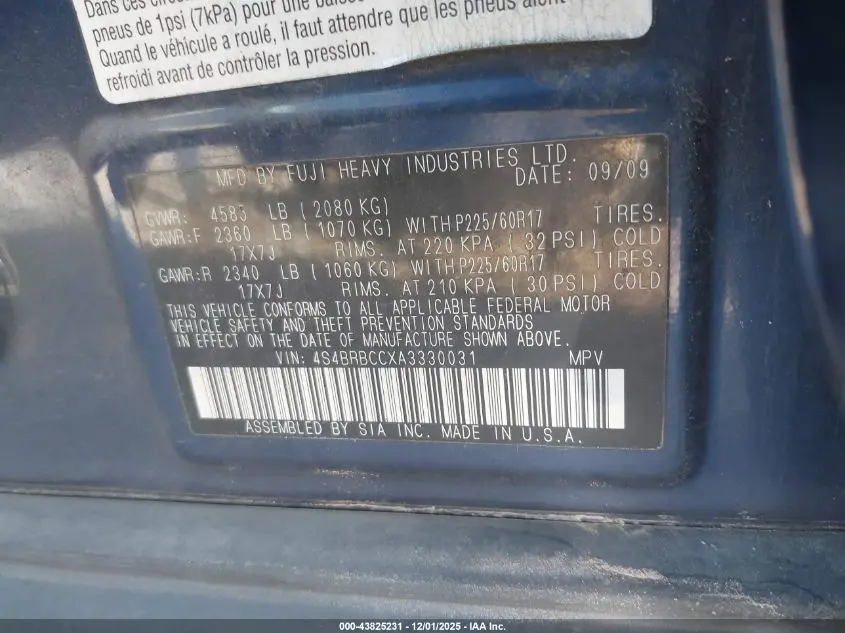 Dans ces
pneus de 1psi (7kPa) pour une
Quand le véhicule a roulé, il faut attendre que les pneus aient
refroidi avant de contrôler la pression.
MFD BY FUJI HEAVY INDUSTRIES LTD.
DATE: 09/09
GVWR: 4585 LB ( 2080 KG)
GAWR:F 2360 LB ( 1070 KG) WITH P225/60R17 TIRES.
17X7J RIMS. AT 220 KPA ( 32 PSI) COLD
GAWR:R 2340 LB ( 1060 KG) WITH P225/60R17 TIRES.
17X7J RIMS. AT 210 KPA ( 30 PSI) COLD
THIS VEHICLE CONFORMS TO ALL APPLICABLE FEDERAL MOTOR
VEHICLE SAFETY AND THEFT PREVENTION STANDARDS
IN EFFECT ON THE DATE OF MANUFACTURE SHOWN ABOVE.
VIN: 4S4BRBCCXA3330031 MPV
ASSEMBLED BY SIA INC. MADE IN U.S.A.
000-43825231 - 12/01/2025 - IAA Inc.